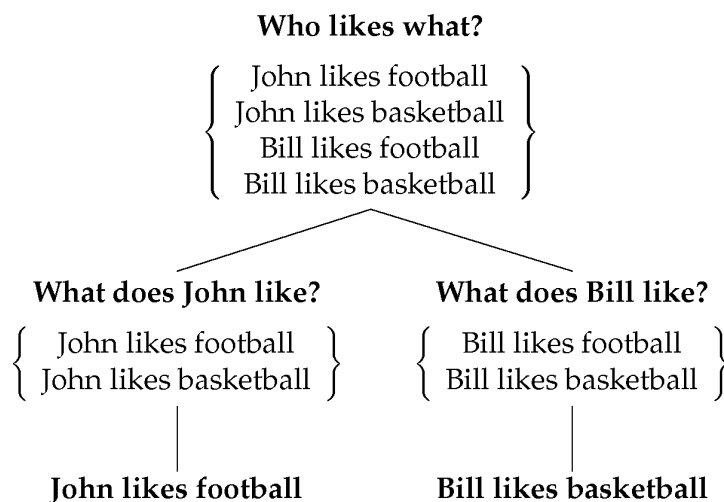 Who likes what?
John likes football
John likes basketball
Bill likes football
Bill likes basketball
What does John like?
What does Bill like?
John likes football
John likes basketball
Bill likes football
Bill likes basketball
John likes football
Bill likes basketball